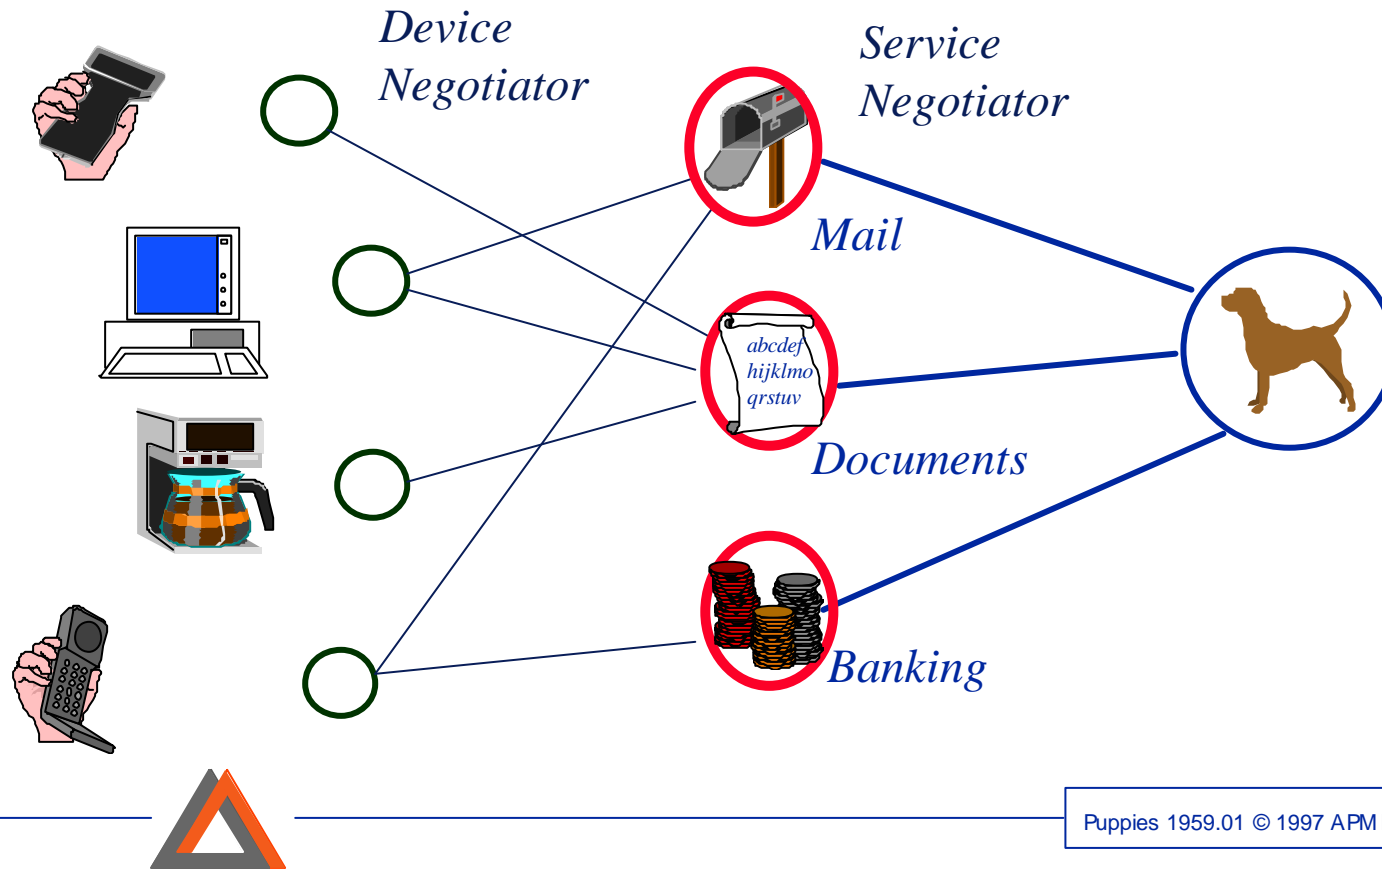 Device
Negotiator
Service
Negotiator
Mail
abcdef
hijklmo
qrstuv
Documents
Banking
Puppies 1959.01 © 1997 APM